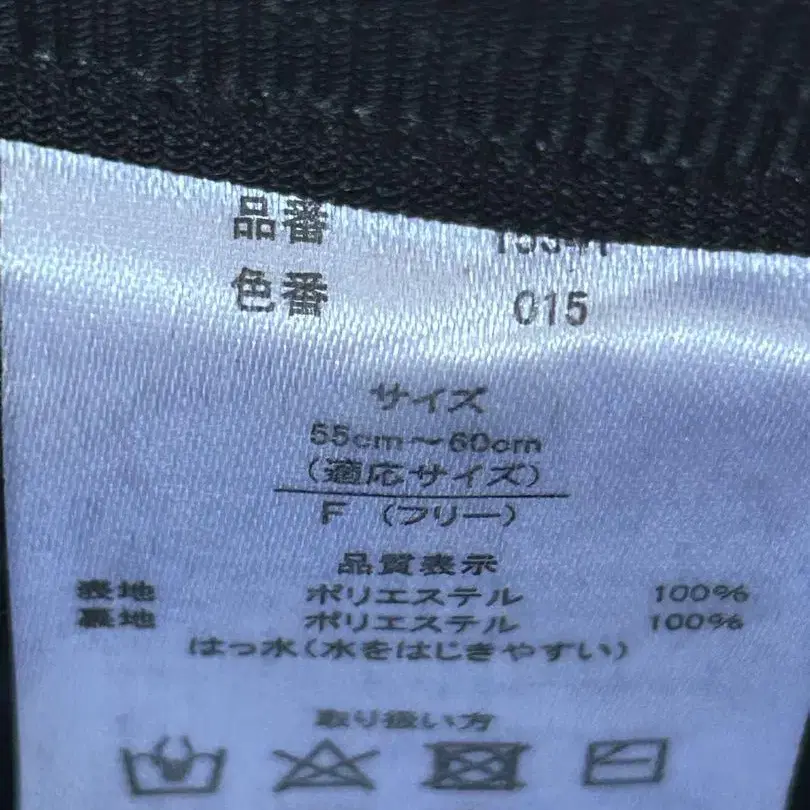 品番
色番 015
サイズ
55cm～60cm
(適応サイズ)
F (フリー)
品質表示
表地 ポリエステル 100%
裏地 ポリエステル 100%
はっ水(水をはじきやすい)
取り扱い方